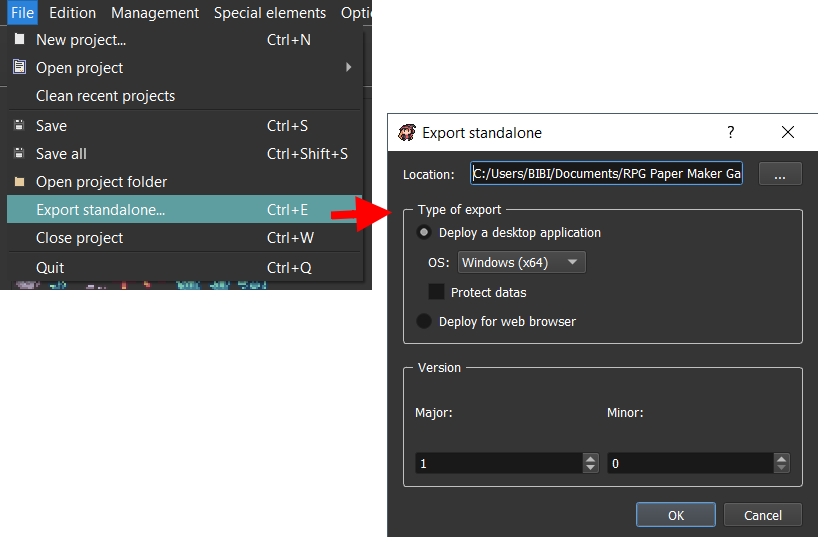 File Edition Management Special elements Optio
New project... Ctrl+N
Open project
Clean recent projects
Save Ctrl+S
Save all Ctrl+Shift+S
Open project folder
Export standalone... Ctrl+E
Close project Ctrl+W
Quit Ctrl+Q
Export standalone ?
Location: C:/Users/BIBI/Documents/RPG Paper Maker Ga ...
Type of export
Deploy a desktop application
OS: Windows (x64)
Protect datas
Deploy for web browser
Version
Major: Minor:
1 0
OK Cancel